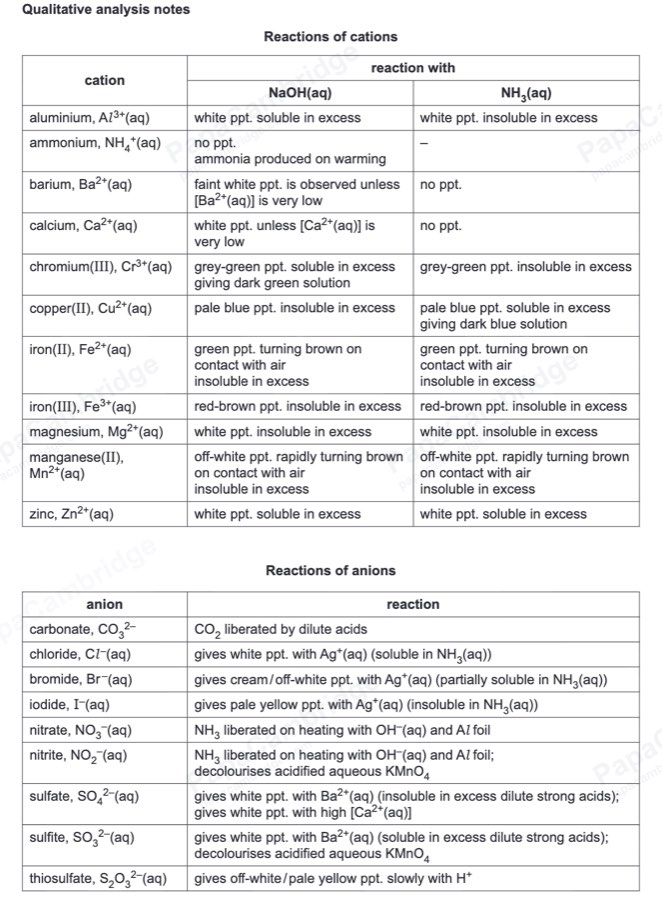 Qualitative analysis notes
Reactions of cations
cation
reaction with
NaOH(aq)
NH₃(aq)
aluminium, Al³⁺(aq)
white ppt. soluble in excess
white ppt. insoluble in excess
ammonium, NH₄⁺(aq)
no ppt.
ammonia produced on warming
–
barium, Ba²⁺(aq)
faint white ppt. is observed unless
[Ba²⁺(aq)] is very low
no ppt.
calcium, Ca²⁺(aq)
white ppt. unless [Ca²⁺(aq)] is
very low
no ppt.
chromium(III), Cr³⁺(aq)
grey-green ppt. soluble in excess
giving dark green solution
grey-green ppt. insoluble in excess
copper(II), Cu²⁺(aq)
pale blue ppt. insoluble in excess
pale blue ppt. soluble in excess
giving dark blue solution
iron(II), Fe²⁺(aq)
green ppt. turning brown on
contact with air
insoluble in excess
green ppt. turning brown on
contact with air
insoluble in excess
iron(III), Fe³⁺(aq)
red-brown ppt. insoluble in excess
red-brown ppt. insoluble in excess
magnesium, Mg²⁺(aq)
white ppt. insoluble in excess
white ppt. insoluble in excess
manganese(II),
Mn²⁺(aq)
off-white ppt. rapidly turning brown
on contact with air
insoluble in excess
off-white ppt. rapidly turning brown
on contact with air
insoluble in excess
zinc, Zn²⁺(aq)
white ppt. soluble in excess
white ppt. soluble in excess
Reactions of anions
anion
reaction
carbonate, CO₃²⁻
CO₂ liberated by dilute acids
chloride, Cl⁻(aq)
gives white ppt. with Ag⁺(aq) (soluble in NH₃(aq))
bromide, Br⁻(aq)
gives cream/off-white ppt. with Ag⁺(aq) (partially soluble in NH₃(aq))
iodide, I⁻(aq)
gives pale yellow ppt. with Ag⁺(aq) (insoluble in NH₃(aq))
nitrate, NO₃⁻(aq)
NH₃ liberated on heating with OH⁻(aq) and Al foil
nitrite, NO₂⁻(aq)
NH₃ liberated on heating with OH⁻(aq) and Al foil;
decolourises acidified aqueous KMnO₄
sulfate, SO₄²⁻(aq)
gives white ppt. with Ba²⁺(aq) (insoluble in excess dilute strong acids);
gives white ppt. with high [Ca²⁺(aq)]
sulfite, SO₃²⁻(aq)
gives white ppt. with Ba²⁺(aq) (soluble in excess dilute strong acids);
decolourises acidified aqueous KMnO₄
thiosulfate, S₂O₃²⁻(aq)
gives off-white/pale yellow ppt. slowly with H⁺